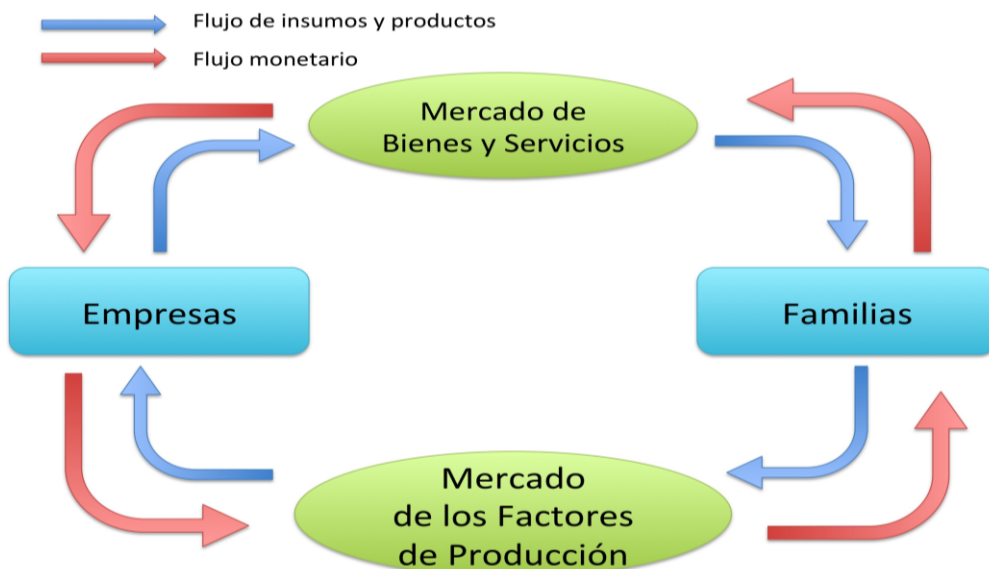 Flujo de insumos y productos
Flujo monetario
Mercado de
Bienes y Servicios
Empresas
Familias
Mercado
de los Factores
de Producción